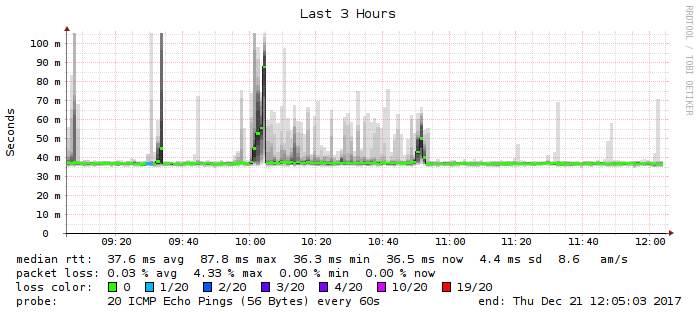 Last 3 Hours
RRDTOOL / TOBI OETIKER
Seconds
100 m
90 m
80 m
70 m
60 m
50 m
40 m
30 m
20 m
10 m
0
09:20 09:40 10:00 10:20 10:40 11:00 11:20 11:40 12:00
median rtt: 37.6 ms avg 87.8 ms max 36.3 ms min 36.5 ms now 4.4 ms sd 8.6 am/s
packet loss: 0.03 % avg 4.33 % max 0.00 % min 0.00 % now
loss color: 0 1/20 2/20 3/20 4/20 10/20 19/20
probe: 20 ICMP Echo Pings (56 Bytes) every 60s end: Thu Dec 21 12:05:03 2017